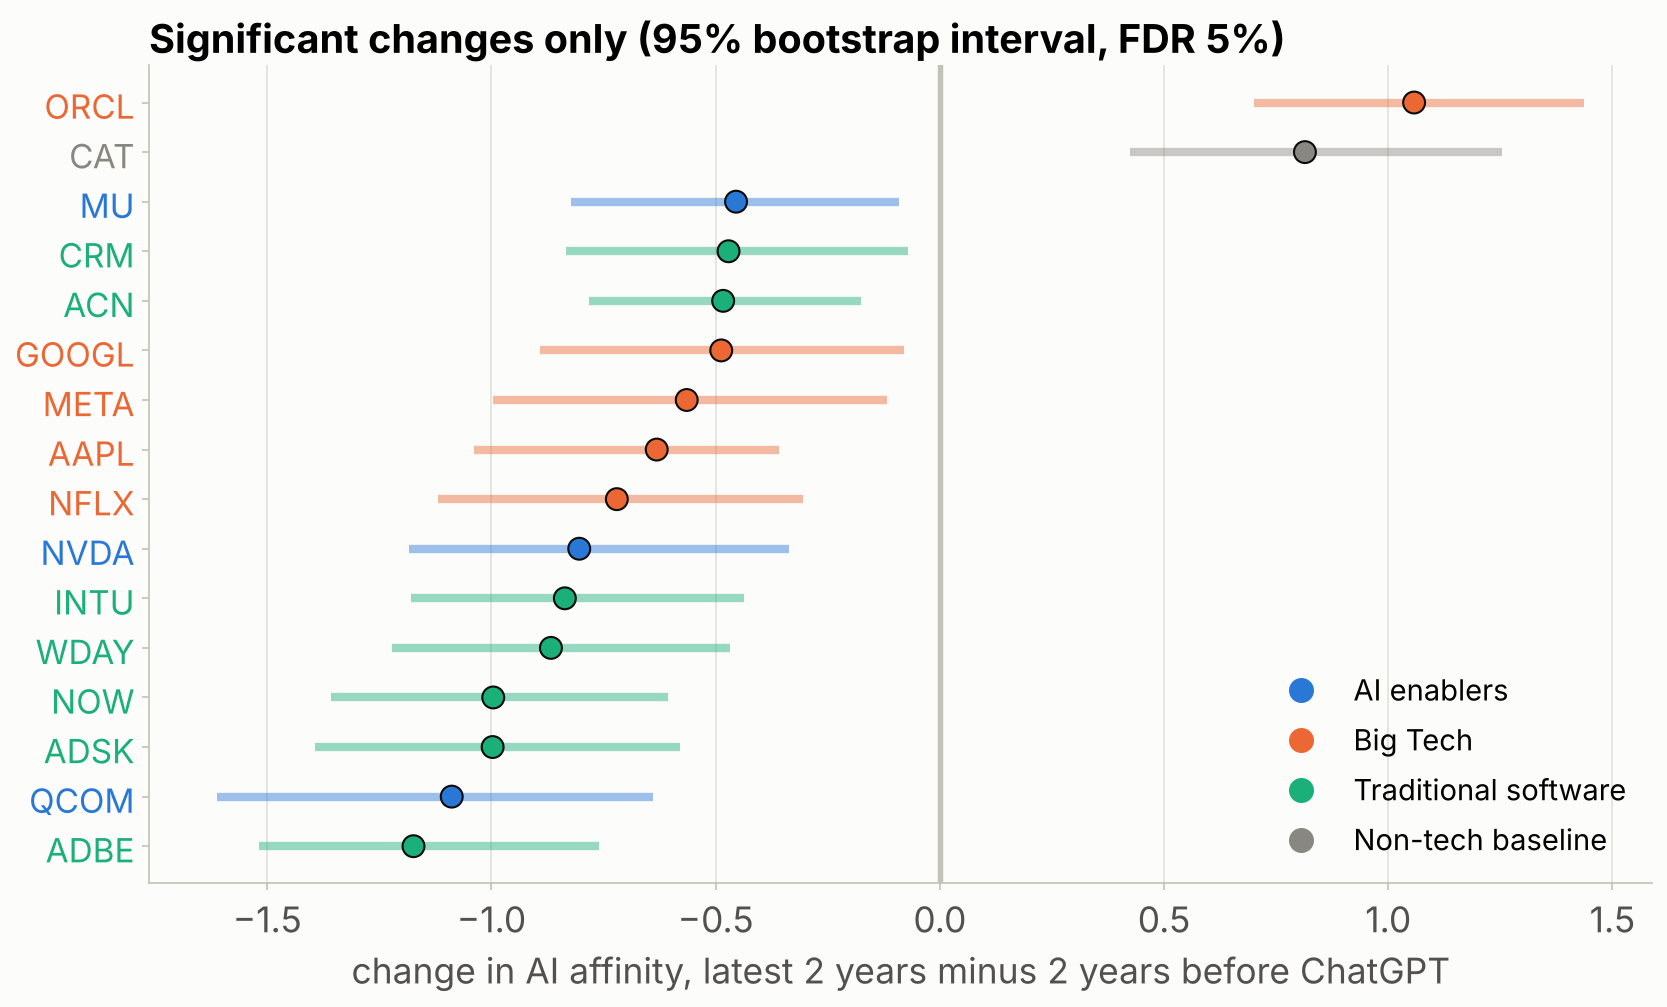 Significant changes only (95% bootstrap interval, FDR 5%)
ORCL
CAT
MU
CRM
ACN
GOOGL
META
AAPL
NFLX
NVDA
INTU
WDAY
NOW
ADSK
QCOM
ADBE
AI enablers
Big Tech
Traditional software
Non-tech baseline
−1.5 −1.0 −0.5 0.0 0.5 1.0 1.5
change in AI affinity, latest 2 years minus 2 years before ChatGPT